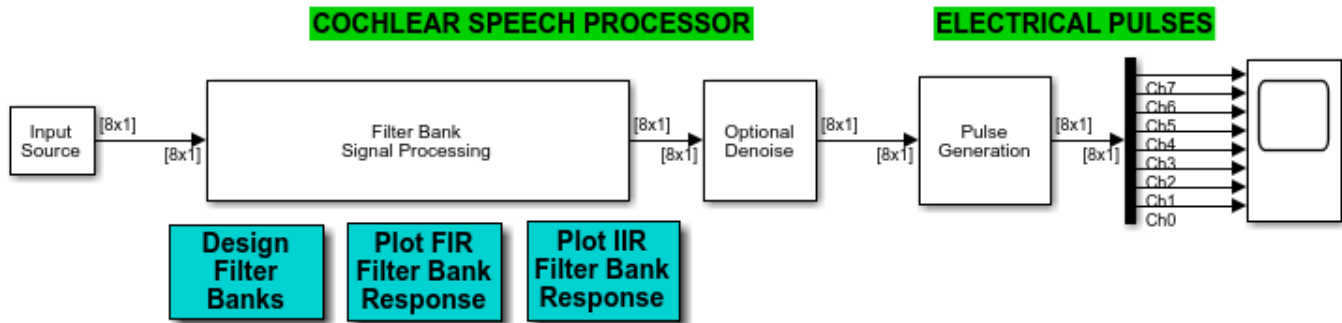 COCHLEAR SPEECH PROCESSOR
ELECTRICAL PULSES
Input
Source
[8x1]
[8x1]
Filter Bank
Signal Processing
[8x1]
[8x1]
Optional
Denoise
[8x1]
[8x1]
Pulse
Generation
[8x1]
[8x1]
Ch7
Ch6
Ch5
Ch4
Ch3
Ch2
Ch1
Ch0
Design
Filter
Banks
Plot FIR
Filter Bank
Response
Plot IIR
Filter Bank
Response